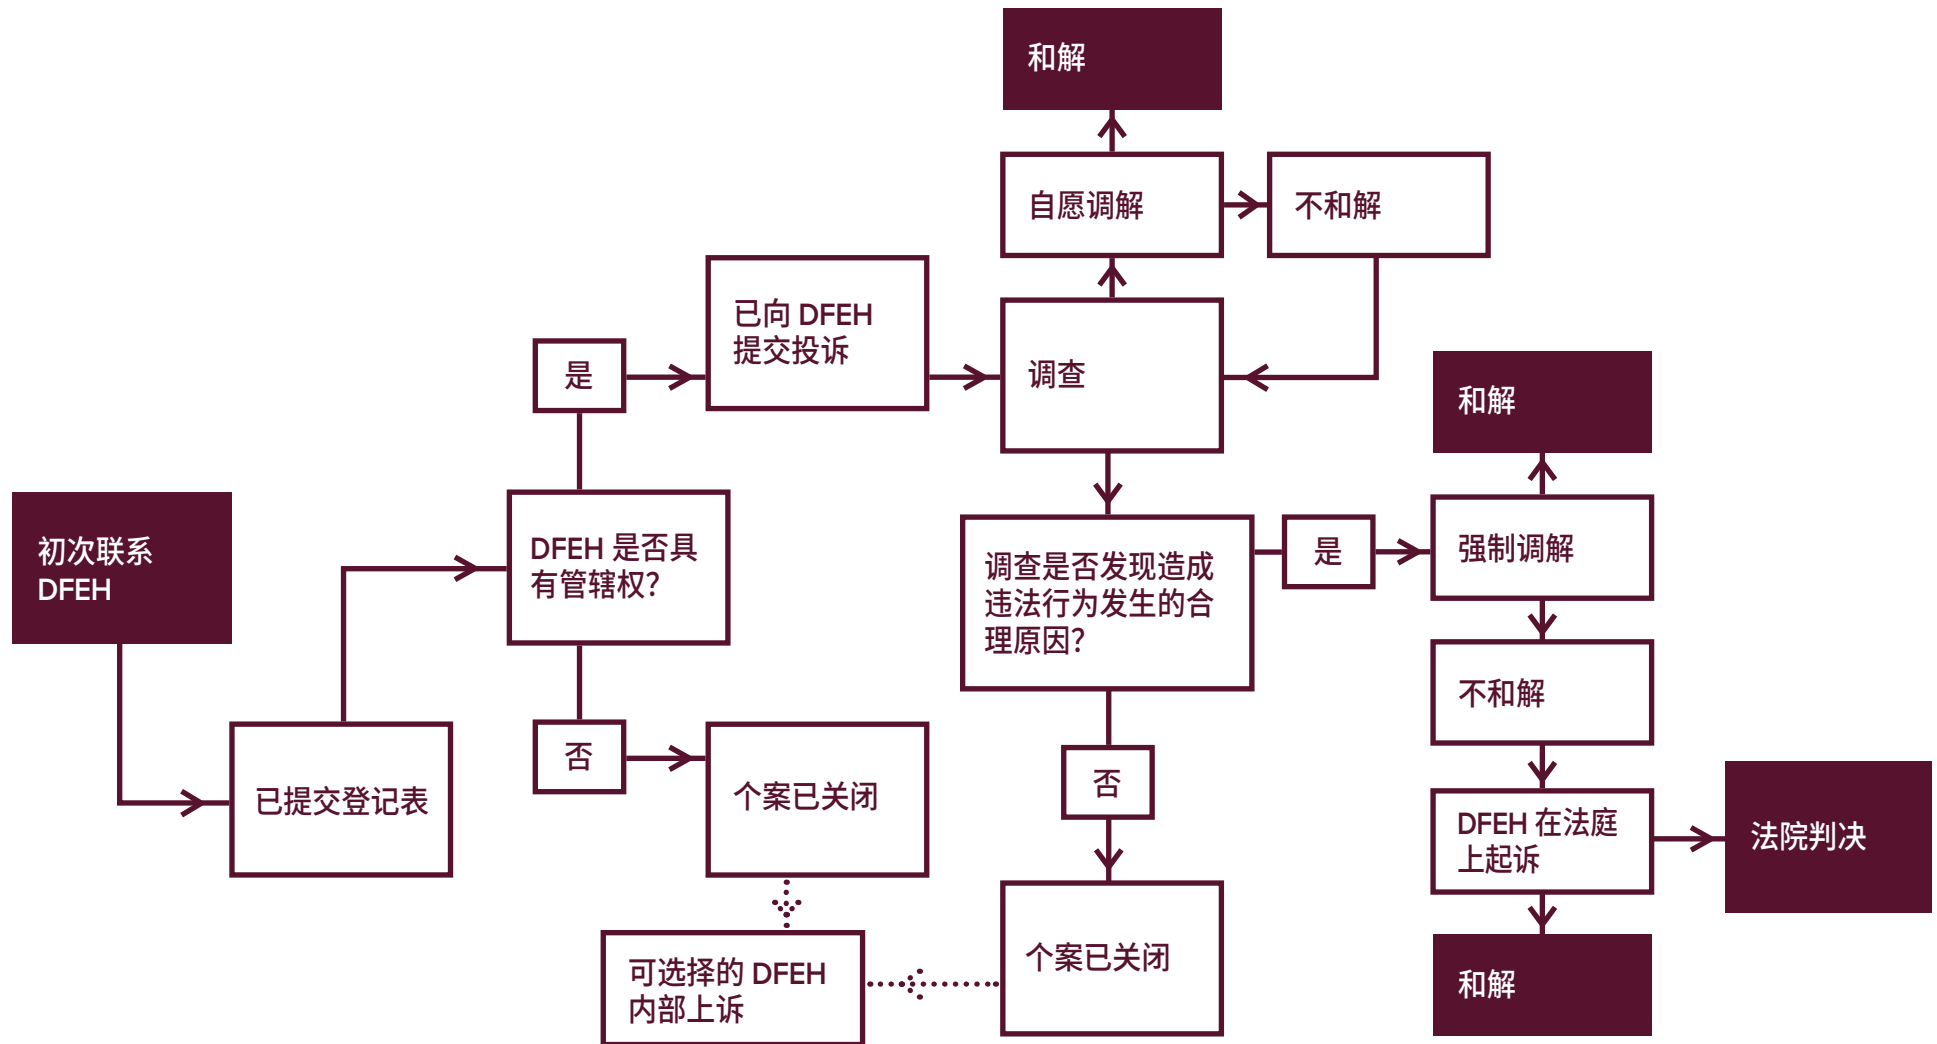 和解
自愿调解
不和解
已向 DFEH
提交投诉
是
调查
和解
初次联系
DFEH
DFEH 是否具
有管辖权?
调查是否发现造成
违法行为发生的合
理原因?
是
强制调解
不和解
已提交登记表
否
个案已关闭
否
DFEH 在法庭
上起诉
法院判决
可选择的 DFEH
内部上诉
个案已关闭
和解